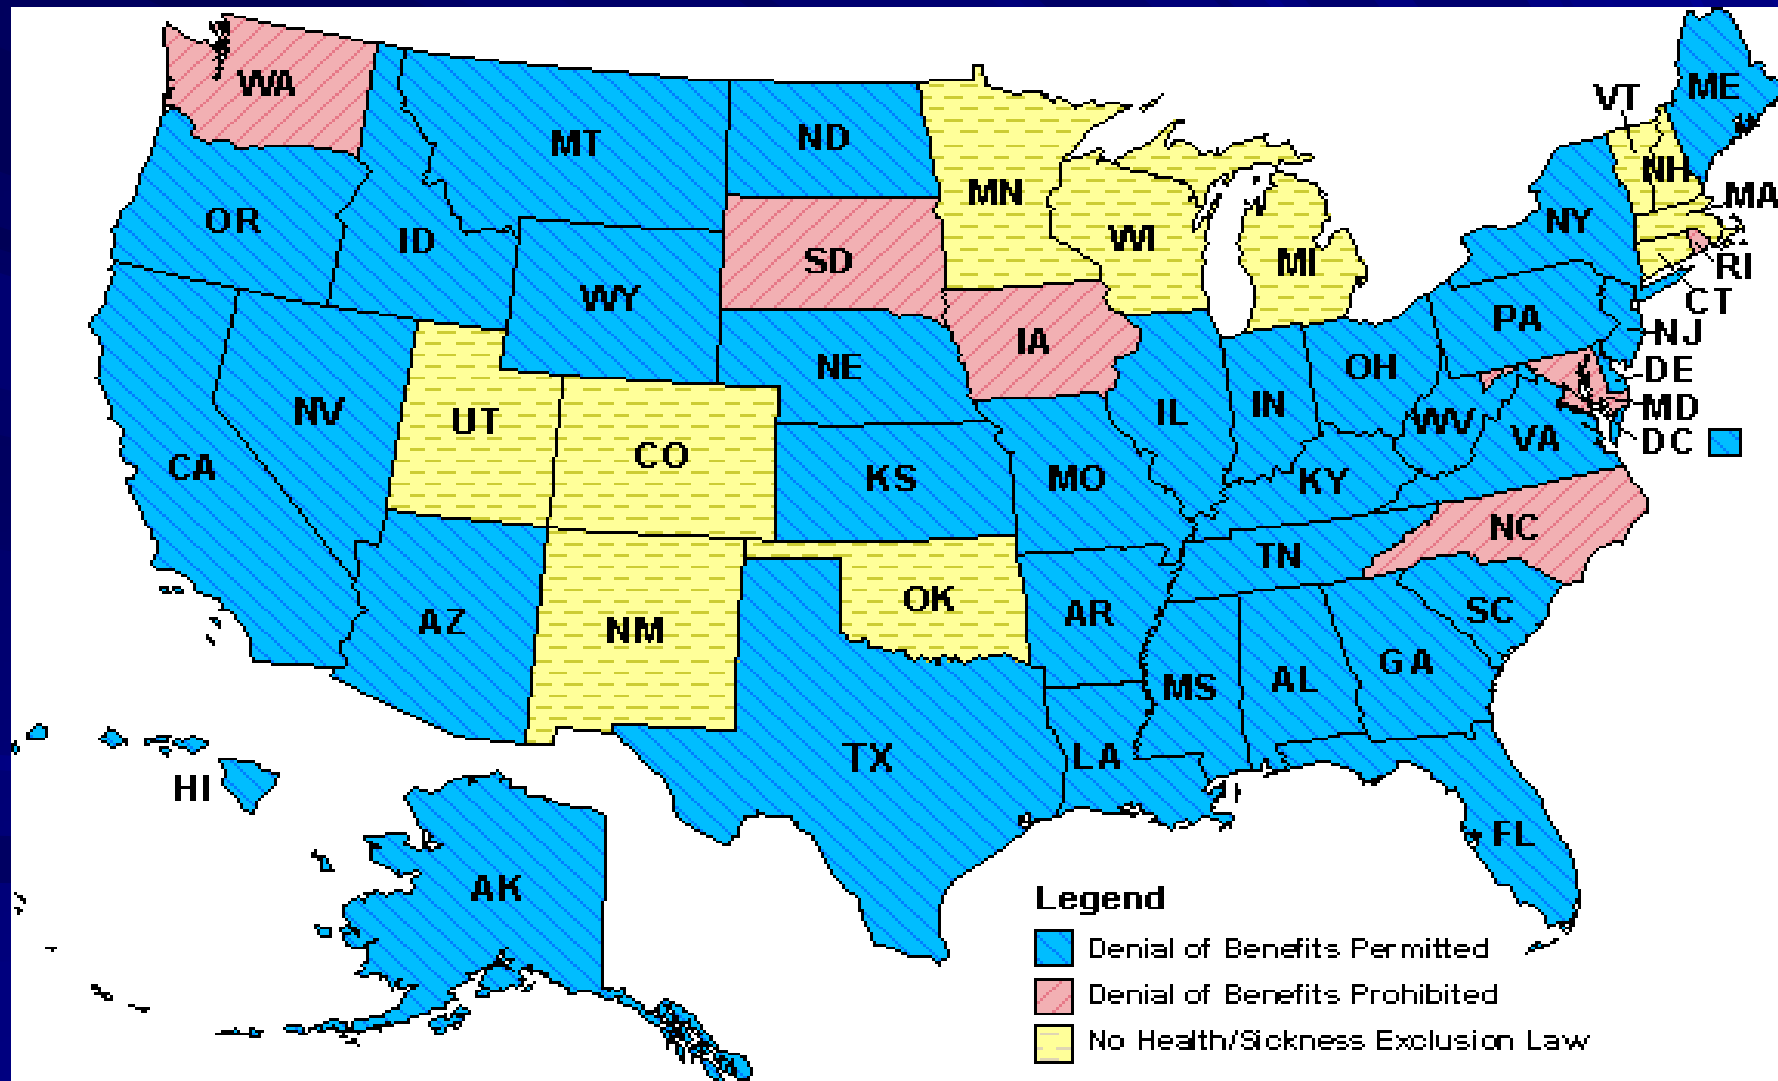 WA
MT
ND
MN
VT
ME
NH
MA
OR
ID
SD
WI
MI
NY
RI
WY
CT
IA
PA
NJ
NE
OH
DE
NV
UT
CO
IL
IN
WV
MD
VA
DC
CA
KS
MO
KY
NC
TN
AZ
NM
OK
AR
SC
MS
AL
GA
TX
LA
HI
FL
AK
Legend
Denial of Benefits Permitted
Denial of Benefits Prohibited
No Health/Sickness Exclusion Law